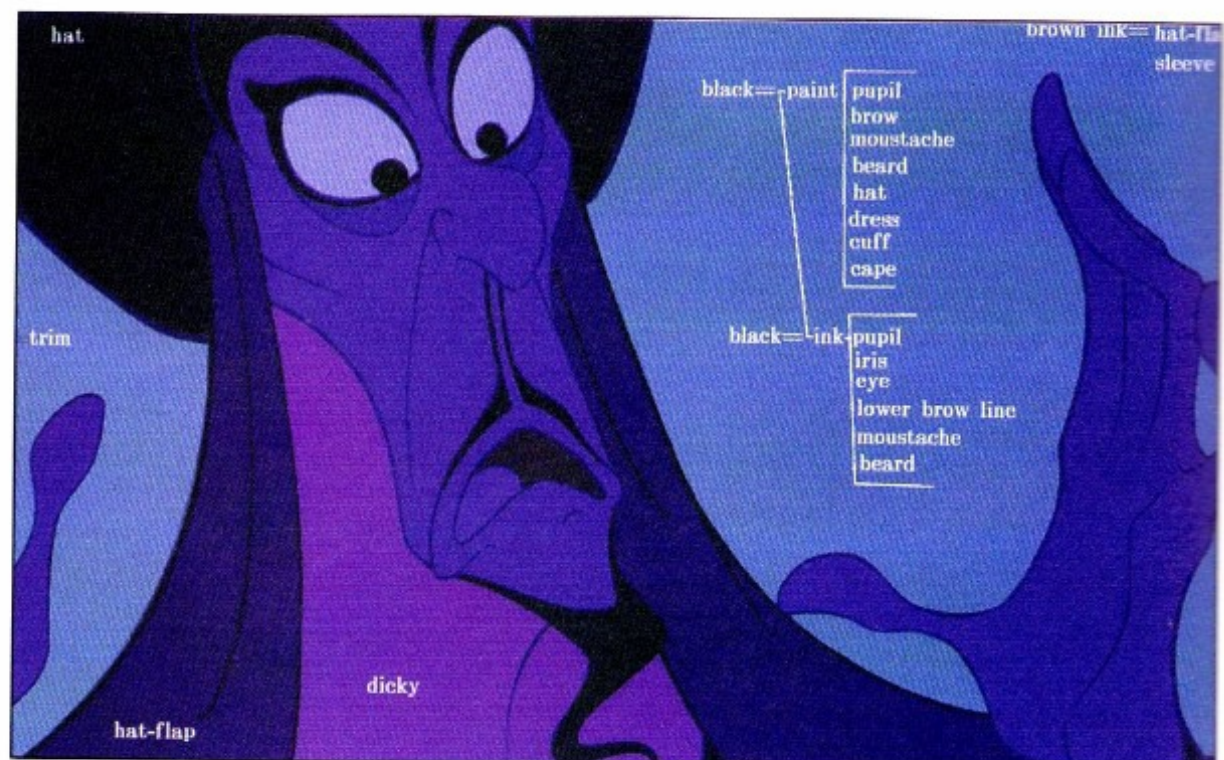 hat
brown ink= hat-fla
sleeve
black= paint pupil
brow
moustache
beard
hat
dress
cuff
cape
trim
black= ink pupil
iris
eye
lower brow line
moustache
beard
dicky
hat-flap